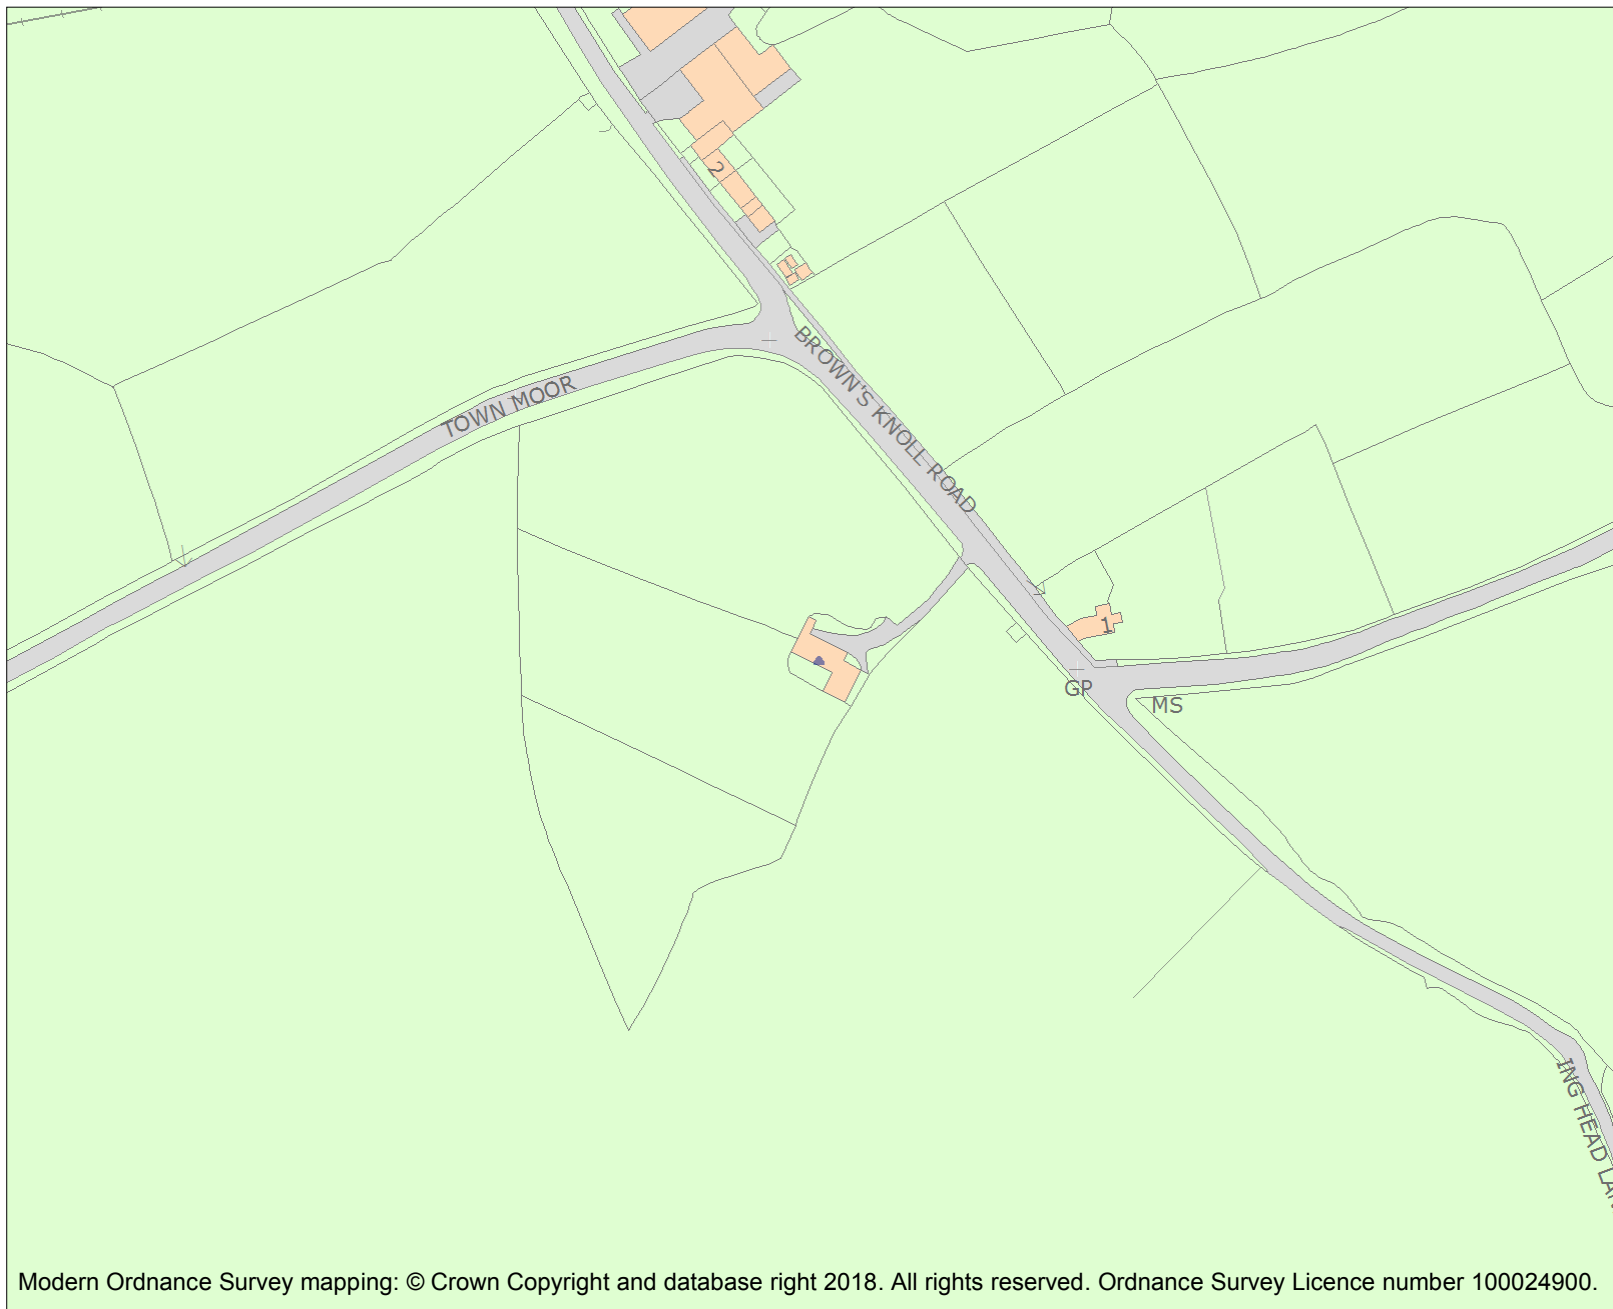 2
TOWN MOOR
BROWN'S KNOLL ROAD
1
GP
MS
ING HEAD LAN
Modern Ordnance Survey mapping: © Crown Copyright and database right 2018. All rights reserved. Ordnance Survey Licence number 100024900.